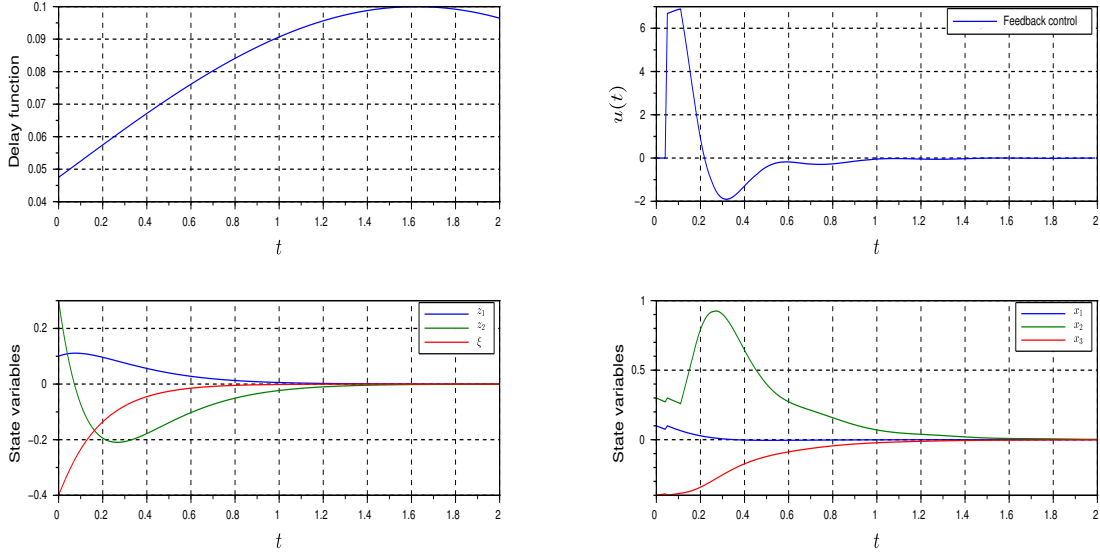 Delay function
0.1
0.09
0.08
0.07
0.06
0.05
0.04
0 0.2 0.4 0.6 0.8 1.0 1.2 1.4 1.6 1.8 2
t
u(t)
6
4
2
0
−2
Feedback control
0 0.2 0.4 0.6 0.8 1 1.2 1.4 1.6 1.8 2
t
State variables
0.2
0
−0.2
−0.4
z₁
z₂
ξ
0 0.2 0.4 0.6 0.8 1 1.2 1.4 1.6 1.8 2
t
State variables
1
0.5
0
x₁
x₂
x₃
0 0.2 0.4 0.6 0.8 1 1.2 1.4 1.6 1.8 2
t